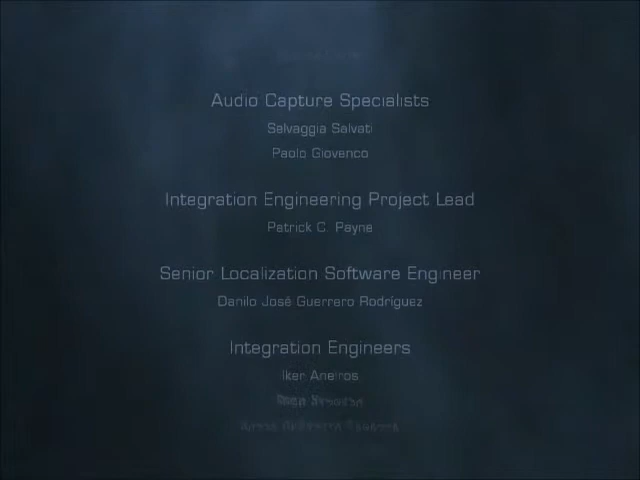 Audio Capture Specialists
Selvaggia Salvati
Paolo Giovenco
Integration Engineering Project Lead
Patrick C. Payne
Senior Localization Software Engineer
Danilo José Guerrero Rodríguez
Integration Engineers
Iker Aneiros